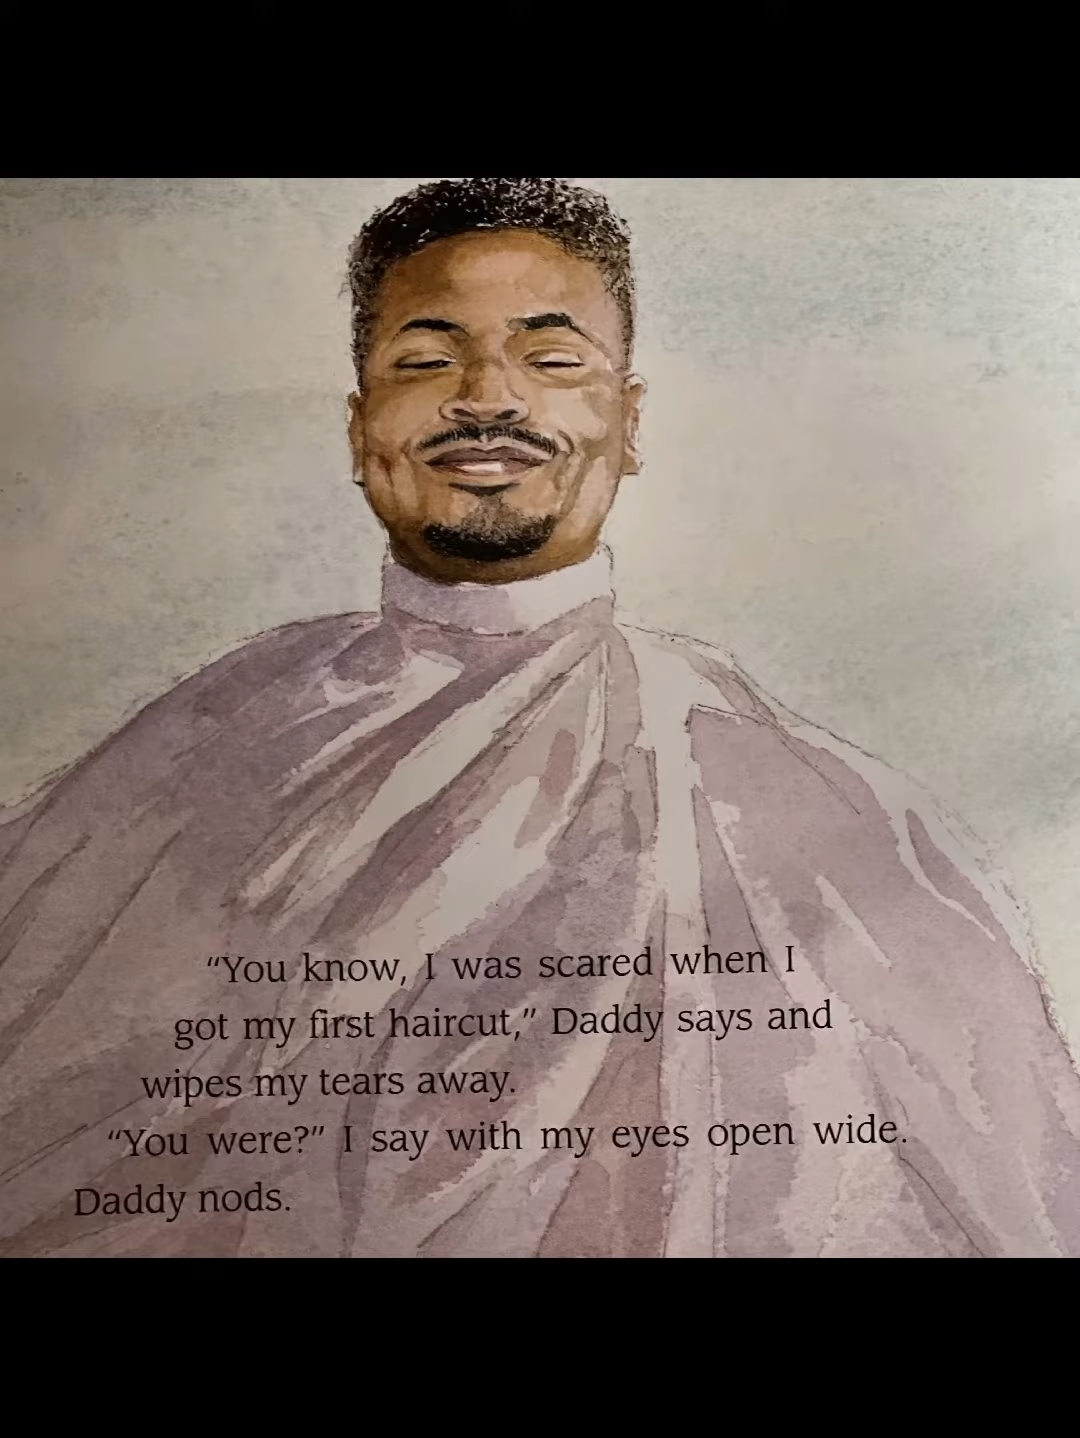 “You know, I was scared when I
got my first haircut,” Daddy says and
wipes my tears away.
“You were?” I say with my eyes open wide.
Daddy nods.